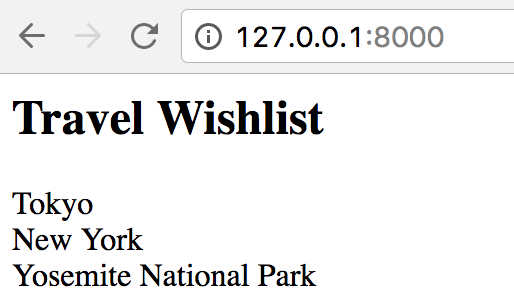 127.0.0.1:8000
Travel Wishlist
Tokyo
New York
Yosemite National Park